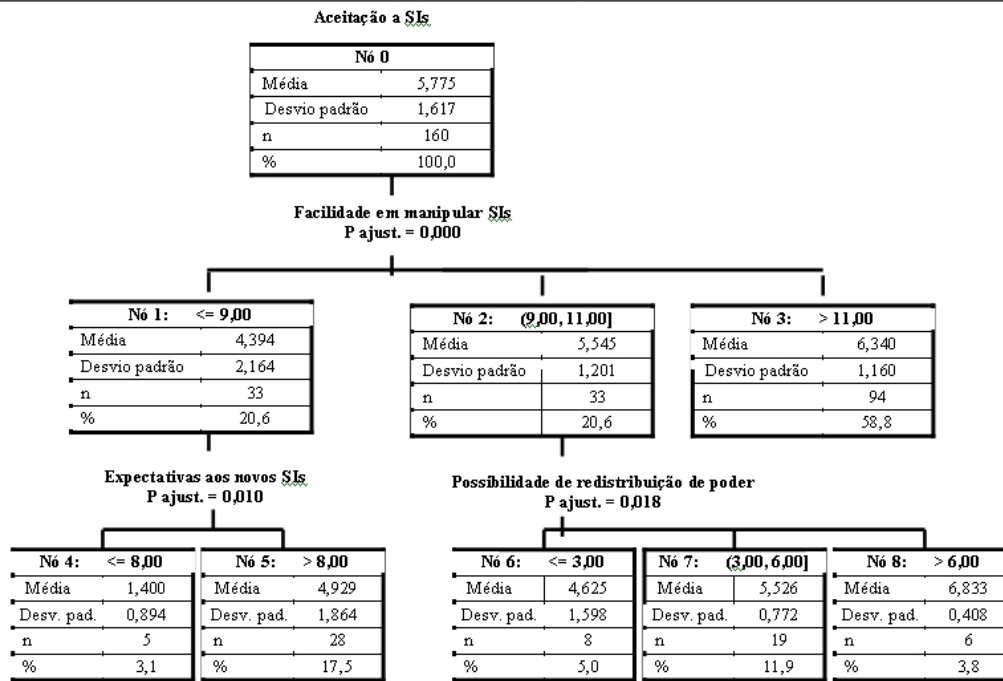 Aceitação a SIs
Nó 0
Média 5,775
Desvio padrão 1,617
n 160
% 100,0
Facilidade em manipular SIs
P ajust. = 0,000
Nó 1: <= 9,00
Média 4,394
Desvio padrão 2,164
n 33
% 20,6
Nó 2: (9,00, 11,00]
Média 5,545
Desvio padrão 1,201
n 33
% 20,6
Nó 3: > 11,00
Média 6,340
Desvio padrão 1,160
n 94
% 58,8
Expectativas aos novos SIs
P ajust. = 0,010
Possibilidade de redistribuição de poder
P ajust. = 0,018
Nó 4: <= 8,00
Média 1,400
Desv. pad. 0,894
n 5
% 3,1
Nó 5: > 8,00
Média 4,929
Desv. pad. 1,864
n 28
% 17,5
Nó 6: <= 3,00
Média 4,625
Desv. pad. 1,598
n 8
% 5,0
Nó 7: (3,00, 6,00]
Média 5,526
Desv. pad. 0,772
n 19
% 11,9
Nó 8: > 6,00
Média 6,833
Desv. pad. 0,408
n 6
% 3,8